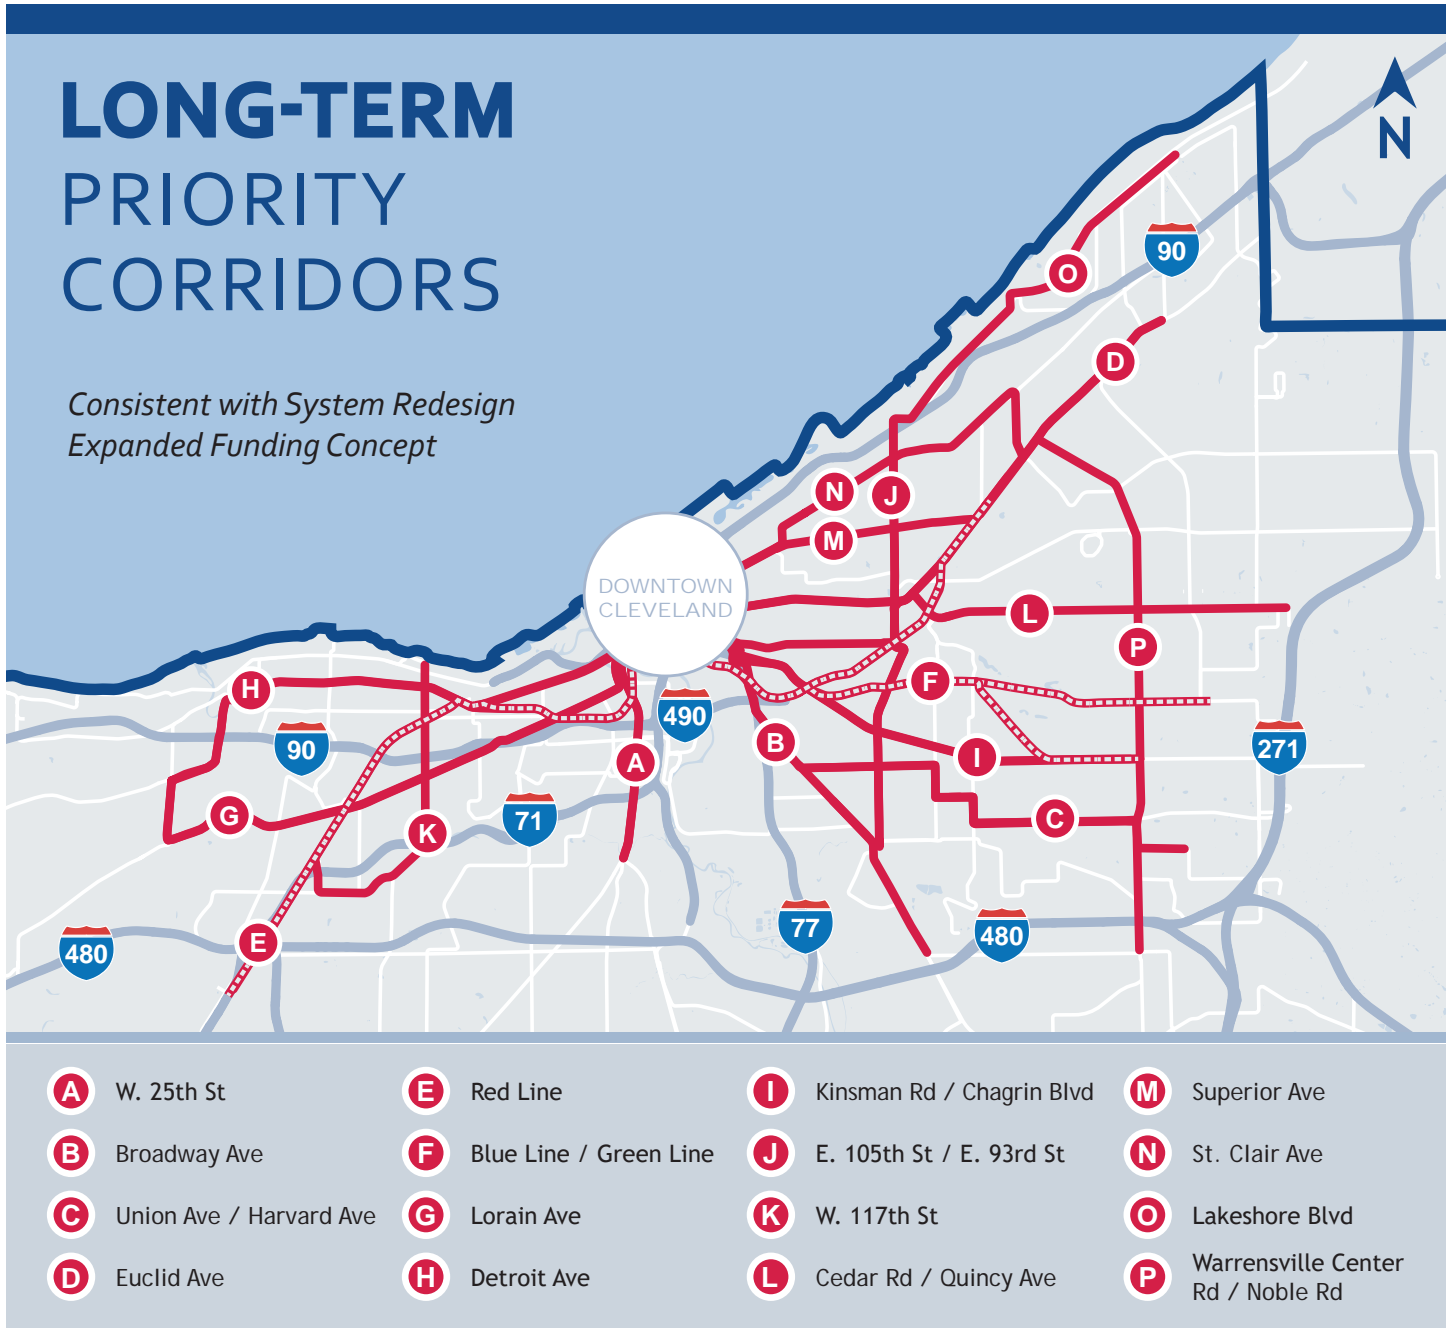 LONG-TERM
PRIORITY
CORRIDORS
Consistent with System Redesign
Expanded Funding Concept
N
90
O
D
N
J
M
DOWNTOWN
CLEVELAND
L
P
H
F
490
90
B
I
271
A
G
71
K
C
480
E
77
480
A W. 25th St
B Broadway Ave
C Union Ave / Harvard Ave
D Euclid Ave
E Red Line
F Blue Line / Green Line
G Lorain Ave
H Detroit Ave
I Kinsman Rd / Chagrin Blvd
J E. 105th St / E. 93rd St
K W. 117th St
L Cedar Rd / Quincy Ave
M Superior Ave
N St. Clair Ave
O Lakeshore Blvd
P Warrensville Center
Rd / Noble Rd